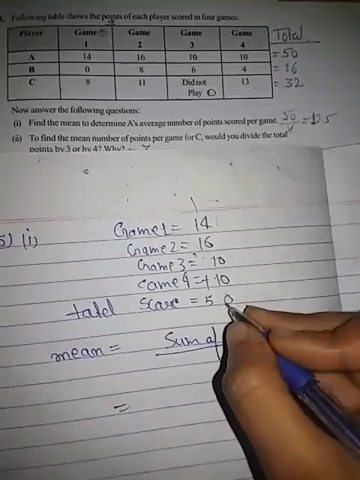 Following table shows the points of each player scored in four games.
Player Game 1 Game 2 Game 3 Game 4 Total
A 14 16 10 10 = 50
B 0 8 6 4 = 16
C 8 11 Did not Play 13 = 32
Now answer the following questions:
(i) Find the mean to determine A's average number of points scored per game. 50 = 12.5
(ii) To find the mean number of points per game for C, would you divide the total
points by 3 or by 4? Why?
(i) Game 1 = 14
Game 2 = 16
Game 3 = 10
Game 4 = + 10
total score = 50
mean = Sum of
=